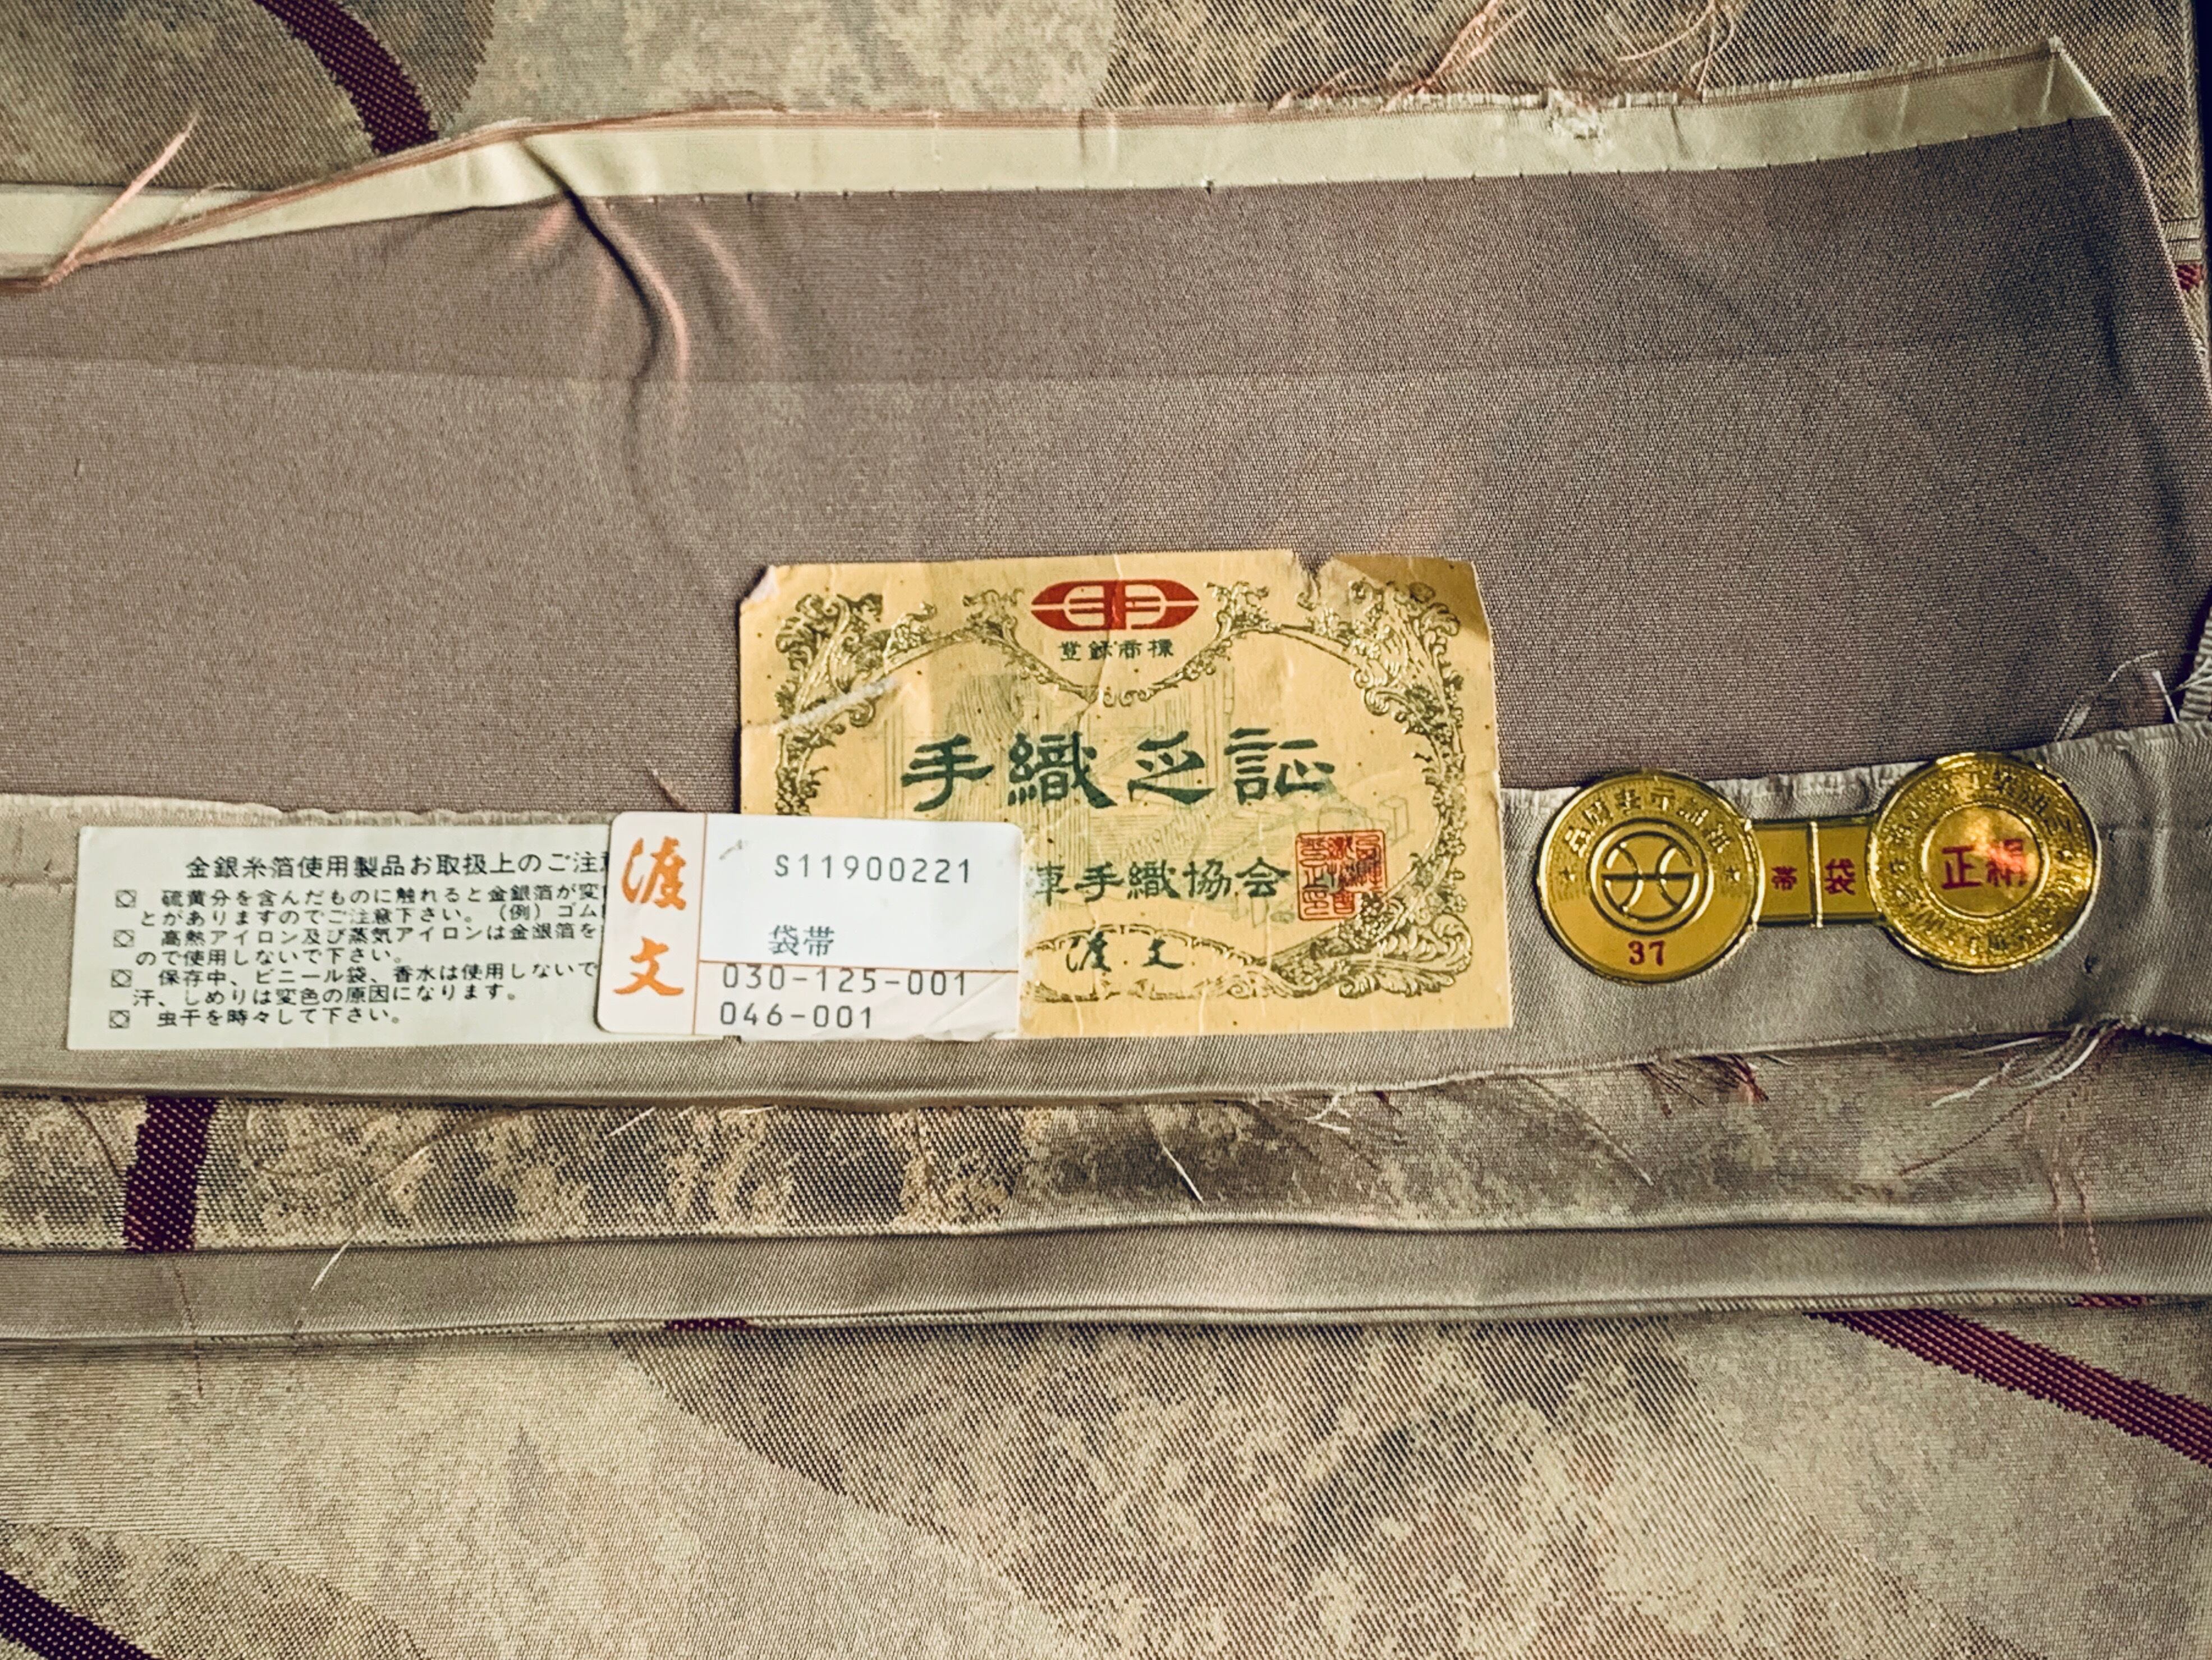 登録商標
手織之証
車手織協会
渡文
金銀糸箔使用製品お取扱上のご注
硫黄分を含んだものに触れると金銀箔が変
とがありますのでご注意下さい。(例)ゴム
高熱アイロン及び蒸気アイロンは金銀箔を
ので使用しないで下さい。
保存中、ビニール袋、香水は使用しないで
汗、しめりは変色の原因になります。
虫干を時々して下さい。
渡文
S11900221
袋帯
030-125-001
046-001
37
帯袋
正絹